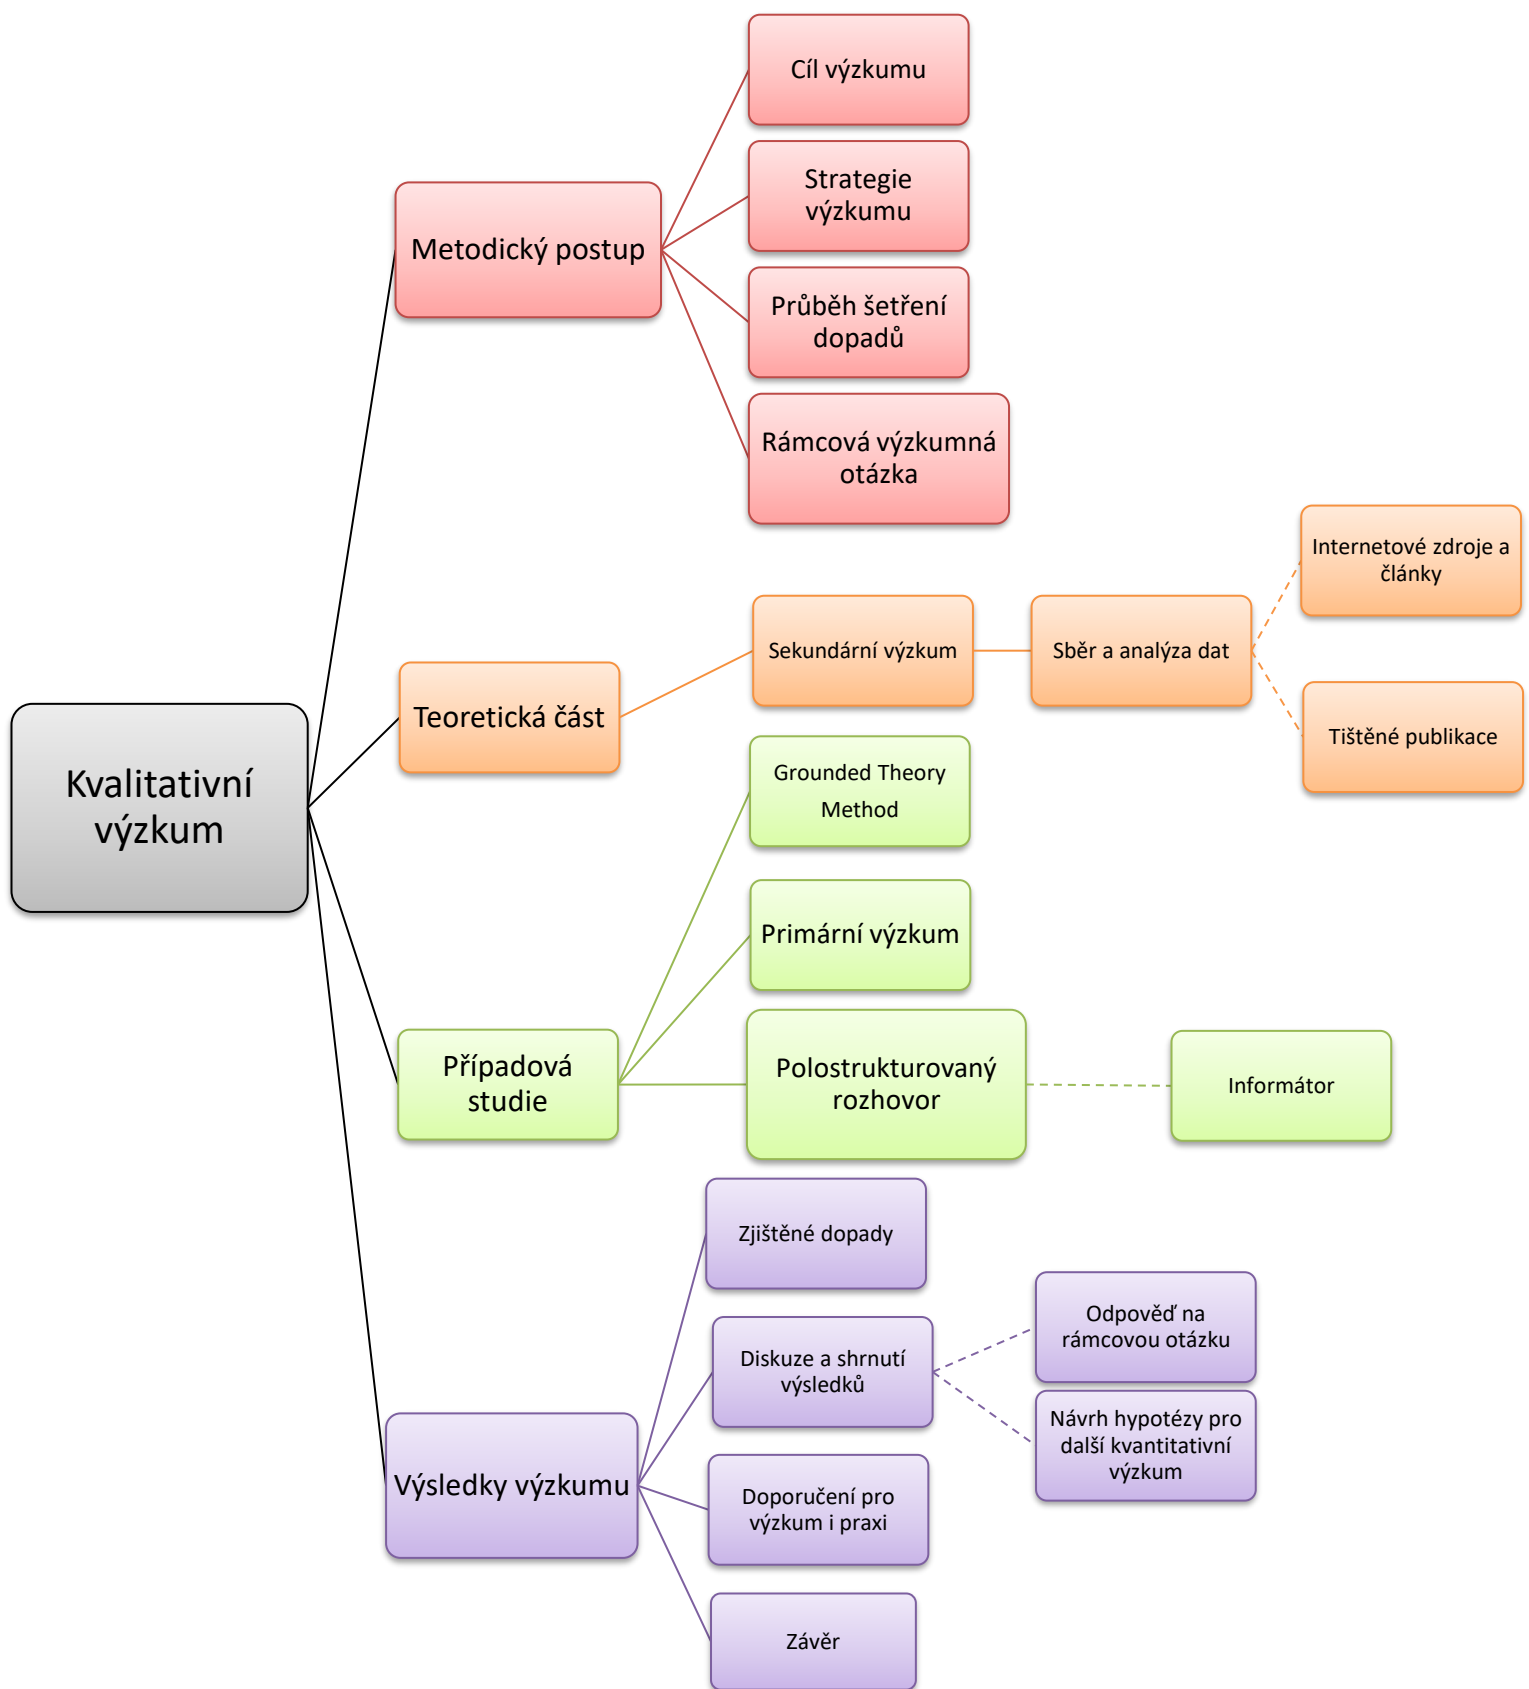 Kvalitativní
výzkum
Metodický postup
Cíl výzkumu
Strategie
výzkumu
Průběh šetření
dopadů
Rámcová výzkumná
otázka
Teoretická část
Sekundární výzkum
Sběr a analýza dat
Internetové zdroje a
články
Tištěné publikace
Případová
studie
Grounded Theory
Method
Primární výzkum
Polostrukturovaný
rozhovor
Informátor
Výsledky výzkumu
Zjištěné dopady
Diskuze a shrnutí
výsledků
Odpověď na
rámcovou otázku
Návrh hypotézy pro
další kvantitativní
výzkum
Doporučení pro
výzkum i praxi
Závěr